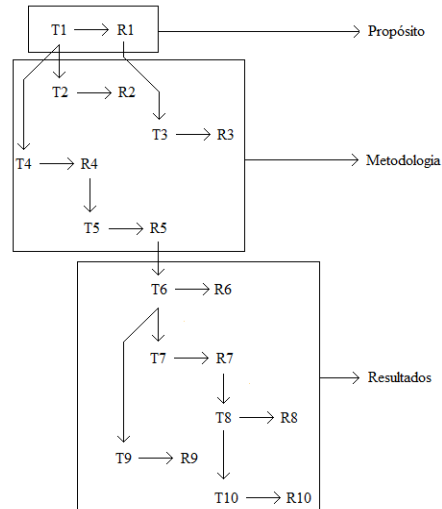 T1 R1 Propósito
T2 R2
T3 R3
T4 R4 Metodologia
T5 R5
T6 R6
T7 R7
Resultados
T8 R8
T9 R9
T10 R10